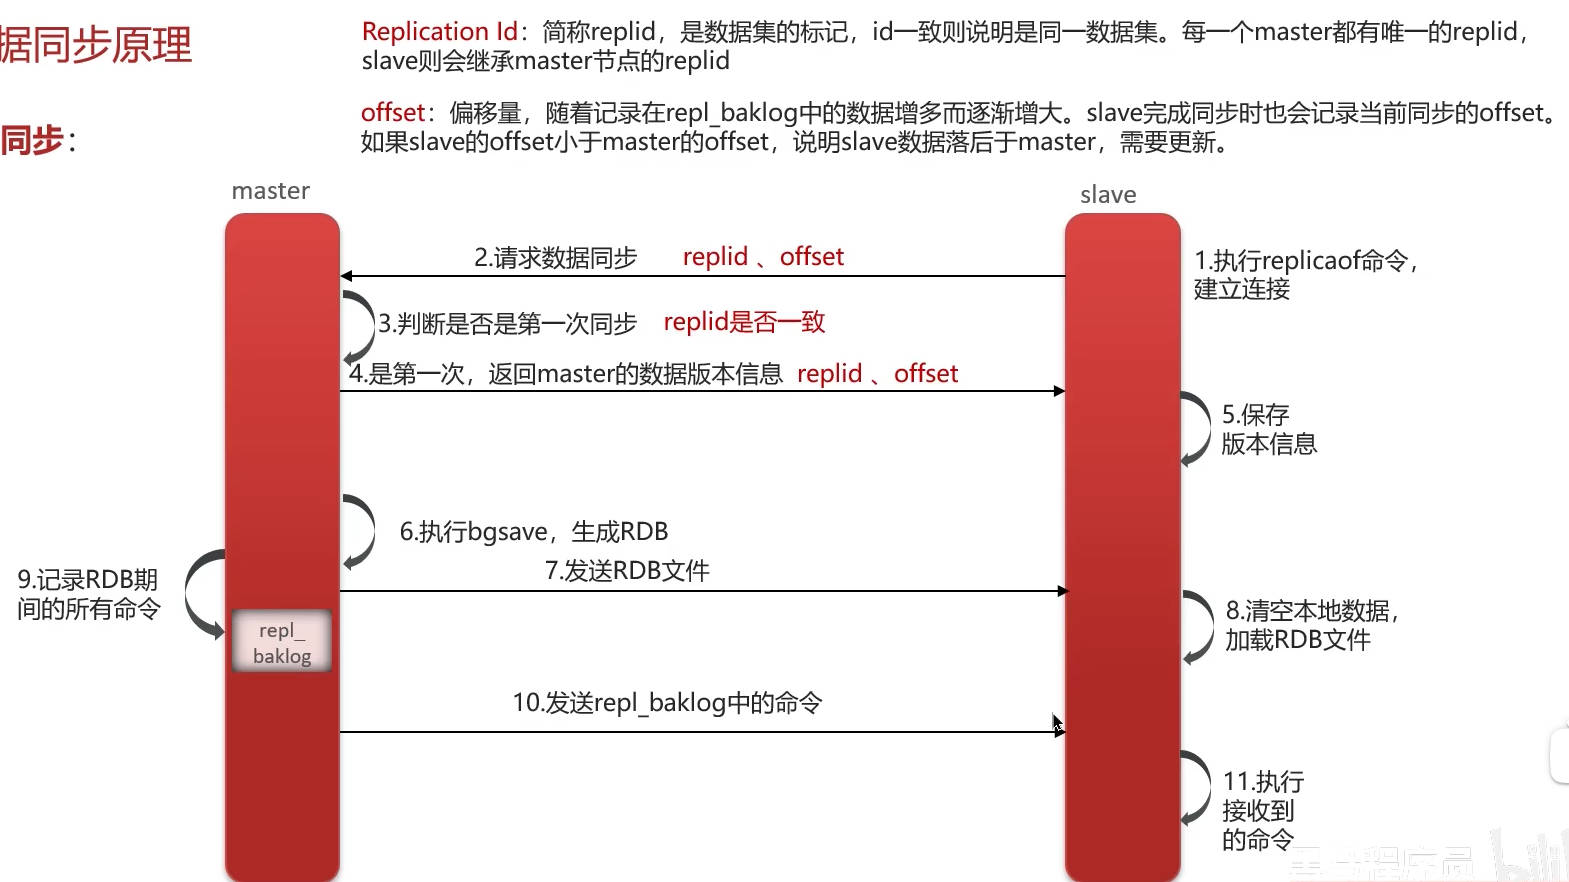 据同步原理
Replication Id：简称replid，是数据集的标记，id一致则说明是同一数据集。每一个master都有唯一的replid，
slave则会继承master节点的replid
offset：偏移量，随着记录在repl_baklog中的数据增多而逐渐增大。slave完成同步时也会记录当前同步的offset。
如果slave的offset小于master的offset，说明slave数据落后于master，需要更新。
同步：
master
slave
2.请求数据同步 replid 、offset
1.执行replicaof命令，
建立连接
3.判断是否是第一次同步 replid是否一致
4.是第一次，返回master的数据版本信息 replid 、offset
5.保存
版本信息
6.执行bgsave，生成RDB
7.发送RDB文件
9.记录RDB期
间的所有命令
repl_
baklog
8.清空本地数据，
加载RDB文件
10.发送repl_baklog中的命令
11.执行
接收到
的命令